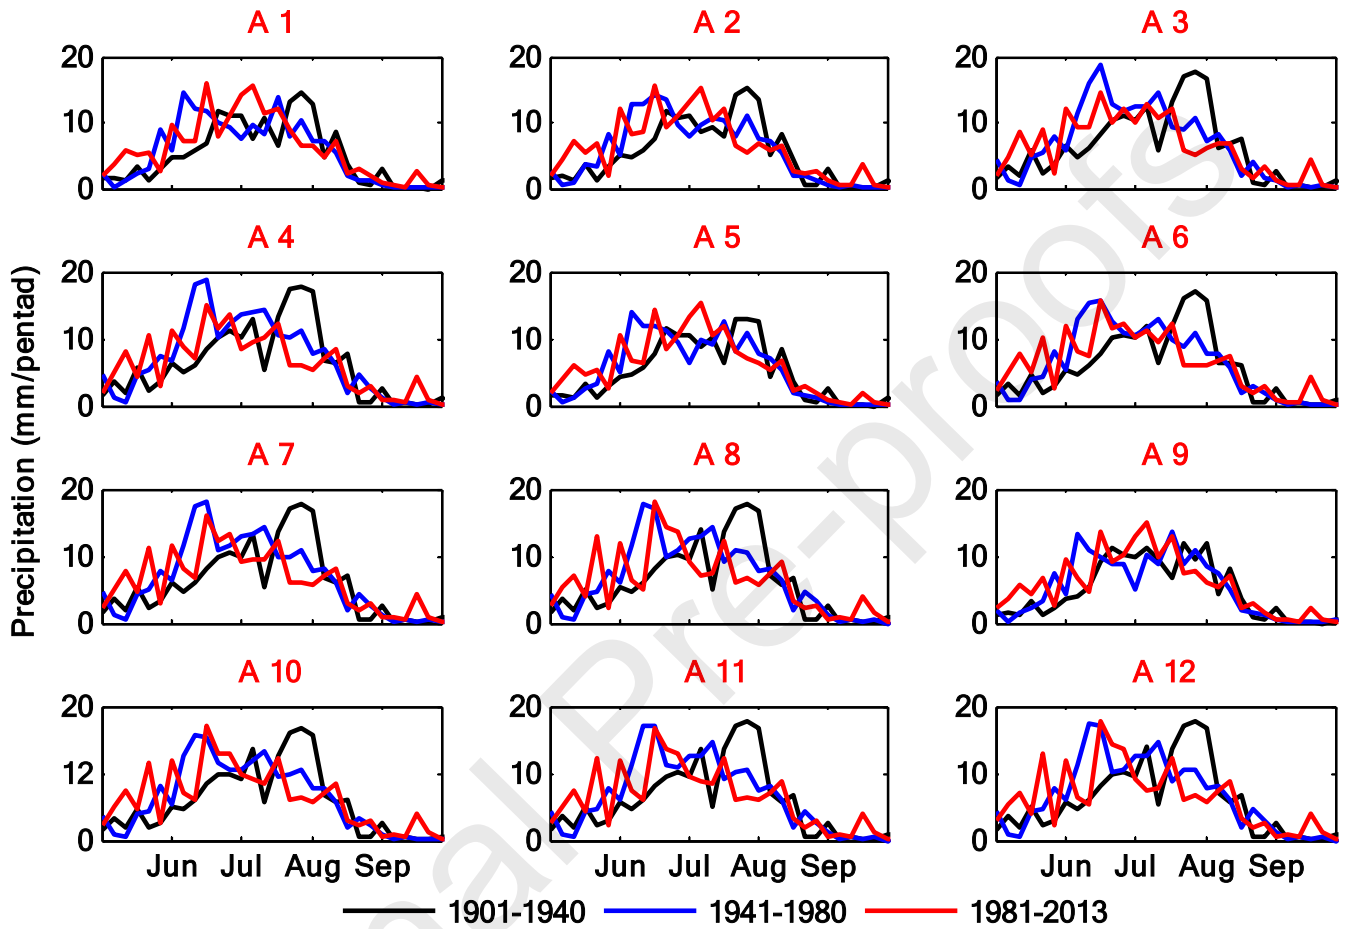 A 1 A 2 A 3
20 20 20
10 10 10
0 0 0
A 4 A 5 A 6
20 20 20
10 10 10
0 0 0
A 7 A 8 A 9
20 20 20
10 10 10
0 0 0
A 10 A 11 A 12
20 20 20
12 10 10
0 0 0
Jun Jul Aug Sep Jun Jul Aug Sep Jun Jul Aug Sep
Precipitation (mm/pentad)
1901-1940 1941-1980 1981-2013
nal Pre-proofs